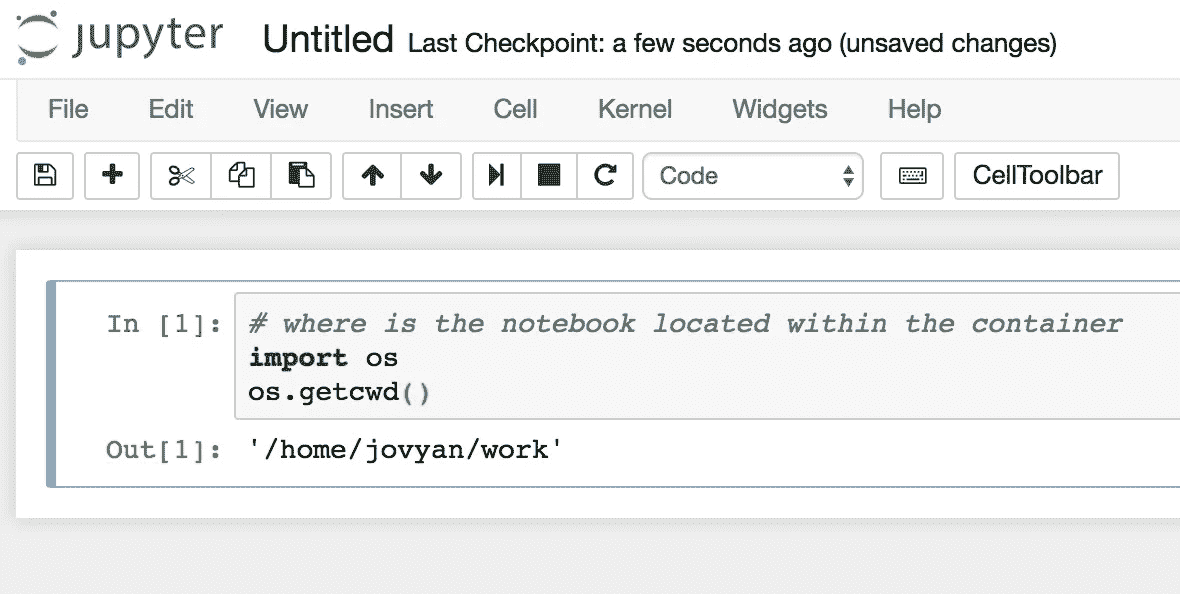 jupyter Untitled Last Checkpoint: a few seconds ago (unsaved changes)
File Edit View Insert Cell Kernel Widgets Help
Code CellToolbar
In [1]: # where is the notebook located within the container
import os
os.getcwd()
Out[1]: '/home/jovyan/work'